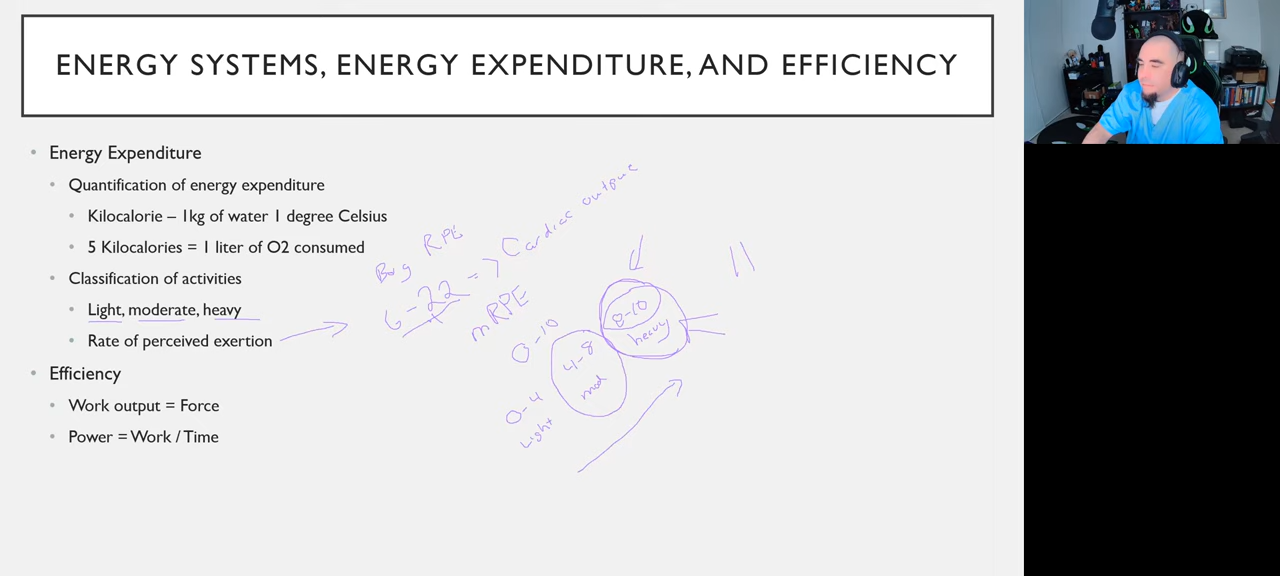 ENERGY SYSTEMS, ENERGY EXPENDITURE, AND EFFICIENCY
• Energy Expenditure
• Quantification of energy expenditure
• Kilocalorie – 1kg of water 1 degree Celsius
• 5 Kilocalories = 1 liter of O2 consumed
• Classification of activities
• Light, moderate, heavy
• Rate of perceived exertion
• Efficiency
• Work output = Force
• Power = Work / Time
Borg RPE
6-22 => Cardiac output
mRPE
0-10
8-10
heavy
4-8
mod
0-4
Light